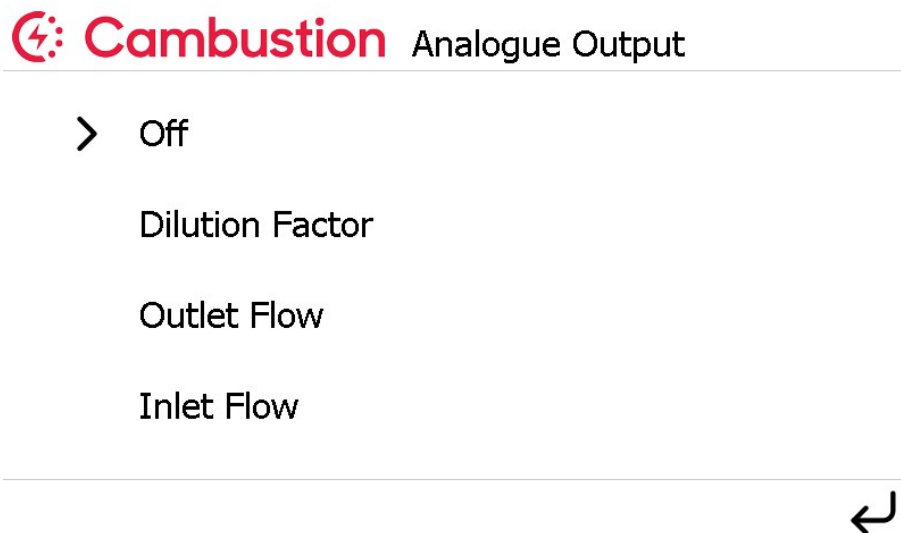 Cambustion Analogue Output
Off
Dilution Factor
Outlet Flow
Inlet Flow